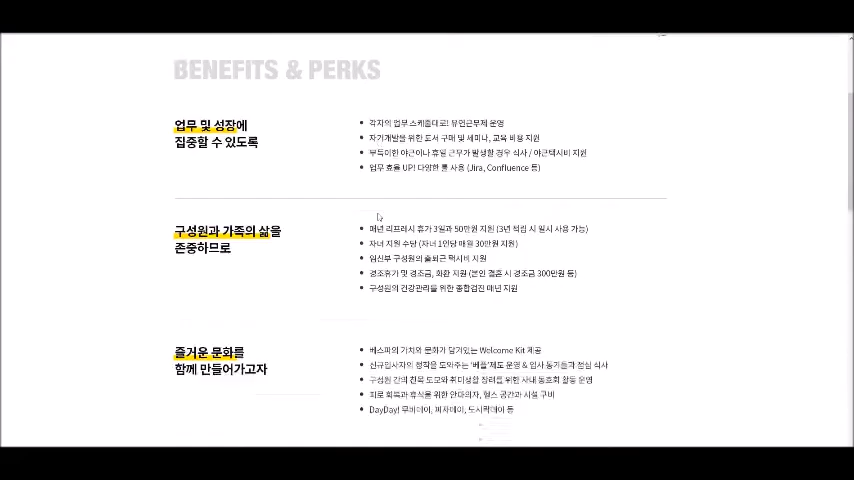 BENEFITS & PERKS
업무 및 성장에
집중할 수 있도록
각자의 업무 스케줄대로! 유연근무제 운영
자기개발을 위한 도서 구매 및 세미나, 교육 비용 지원
부득이한 야근이나 휴일 근무가 발생할 경우 식사 / 야근택시비 지원
업무 효율 UP! 다양한 툴 사용 (Jira, Confluence 등)
구성원과 가족의 삶을
존중하므로
매년 리프레시 휴가 3일과 50만원 지원 (3년 적립 시 일시 사용 가능)
자녀 지원 수당 (자녀 1인당 매월 30만원 지원)
임신부 구성원의 출퇴근 택시비 지원
경조휴가 및 경조금, 화환 지원 (본인 결혼 시 경조금 300만원 등)
구성원의 건강관리를 위한 종합검진 매년 지원
즐거운 문화를
함께 만들어가고자
베스파의 가치와 문화가 담겨있는 Welcome Kit 제공
신규입사자의 정착을 도와주는 '베플'제도 운영 & 입사 동기들과 점심 식사
구성원 간의 친목 도모와 취미생활 장려를 위한 사내 동호회 활동 운영
피로 회복과 휴식을 위한 안마의자, 헬스 공간과 시설 구비
DayDay! 무비데이, 피자데이, 도시락데이 등